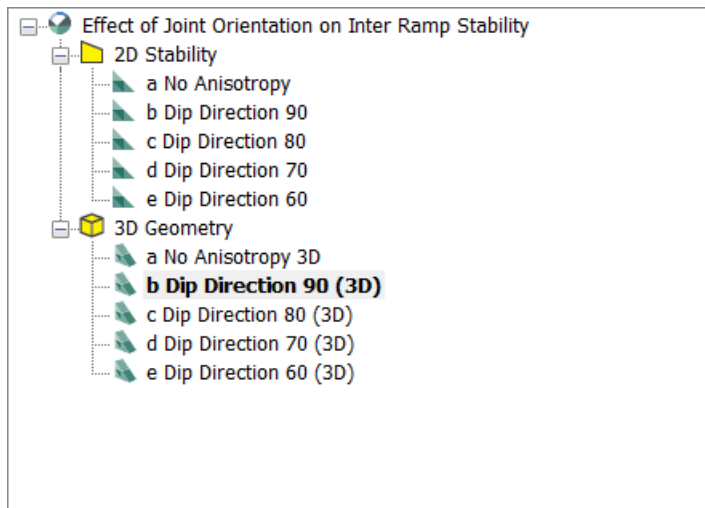 Effect of Joint Orientation on Inter Ramp Stability
2D Stability
a No Anisotropy
b Dip Direction 90
c Dip Direction 80
d Dip Direction 70
e Dip Direction 60
3D Geometry
a No Anisotropy 3D
b Dip Direction 90 (3D)
c Dip Direction 80 (3D)
d Dip Direction 70 (3D)
e Dip Direction 60 (3D)